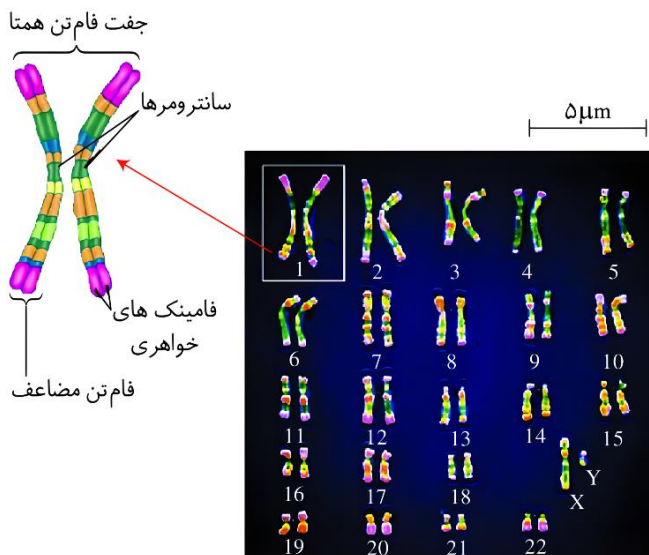 جفت فام‌تن همتا
سانترومرها
۵μm
فامینک های
خواهری
فام‌تن مضاعف
1 2 3 4 5
6 7 8 9 10
11 12 13 14 15
16 17 18
Y
X
19 20 21 22